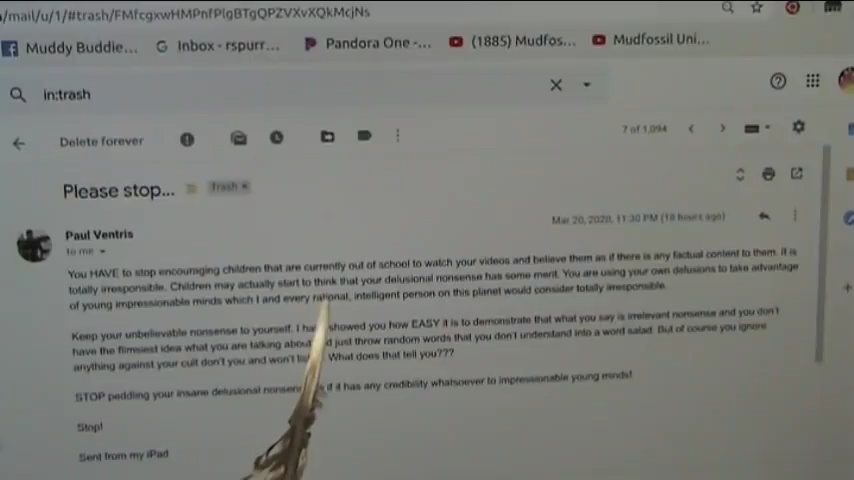 /mail/u/1/#trash/FMfcgxwHMPnfPlgBTgQPZVXvXQkMcjNs
Muddy Buddie... Inbox - rspurr... Pandora One -... (1885) Mudfos... Mudfossil Uni...
in:trash
Delete forever 7 of 1,094
Please stop... Trash ×
Paul Ventris Mar 20, 2020, 11:30 PM (18 hours ago)
to me
You HAVE to stop encouraging children that are currently out of school to watch your videos and believe them as if there is any factual content to them. It is
totally irresponsible. Children may actually start to think that your delusional nonsense has some merit. You are using your own delusions to take advantage
of young impressionable minds which I and every rational, intelligent person on this planet would consider totally irresponsible.
Keep your unbelievable nonsense to yourself. I showed you how EASY it is to demonstrate that what you say is irrelevant nonsense and you don't
have the flimsiest idea what you are talking about just throw random words that you don't understand into a word salad. But of course you ignore
anything against your cult don't you and won't What does that tell you???
STOP peddling your insane delusional if it has any credibility whatsoever to impressionable young minds!
Stop!
Sent from my iPad